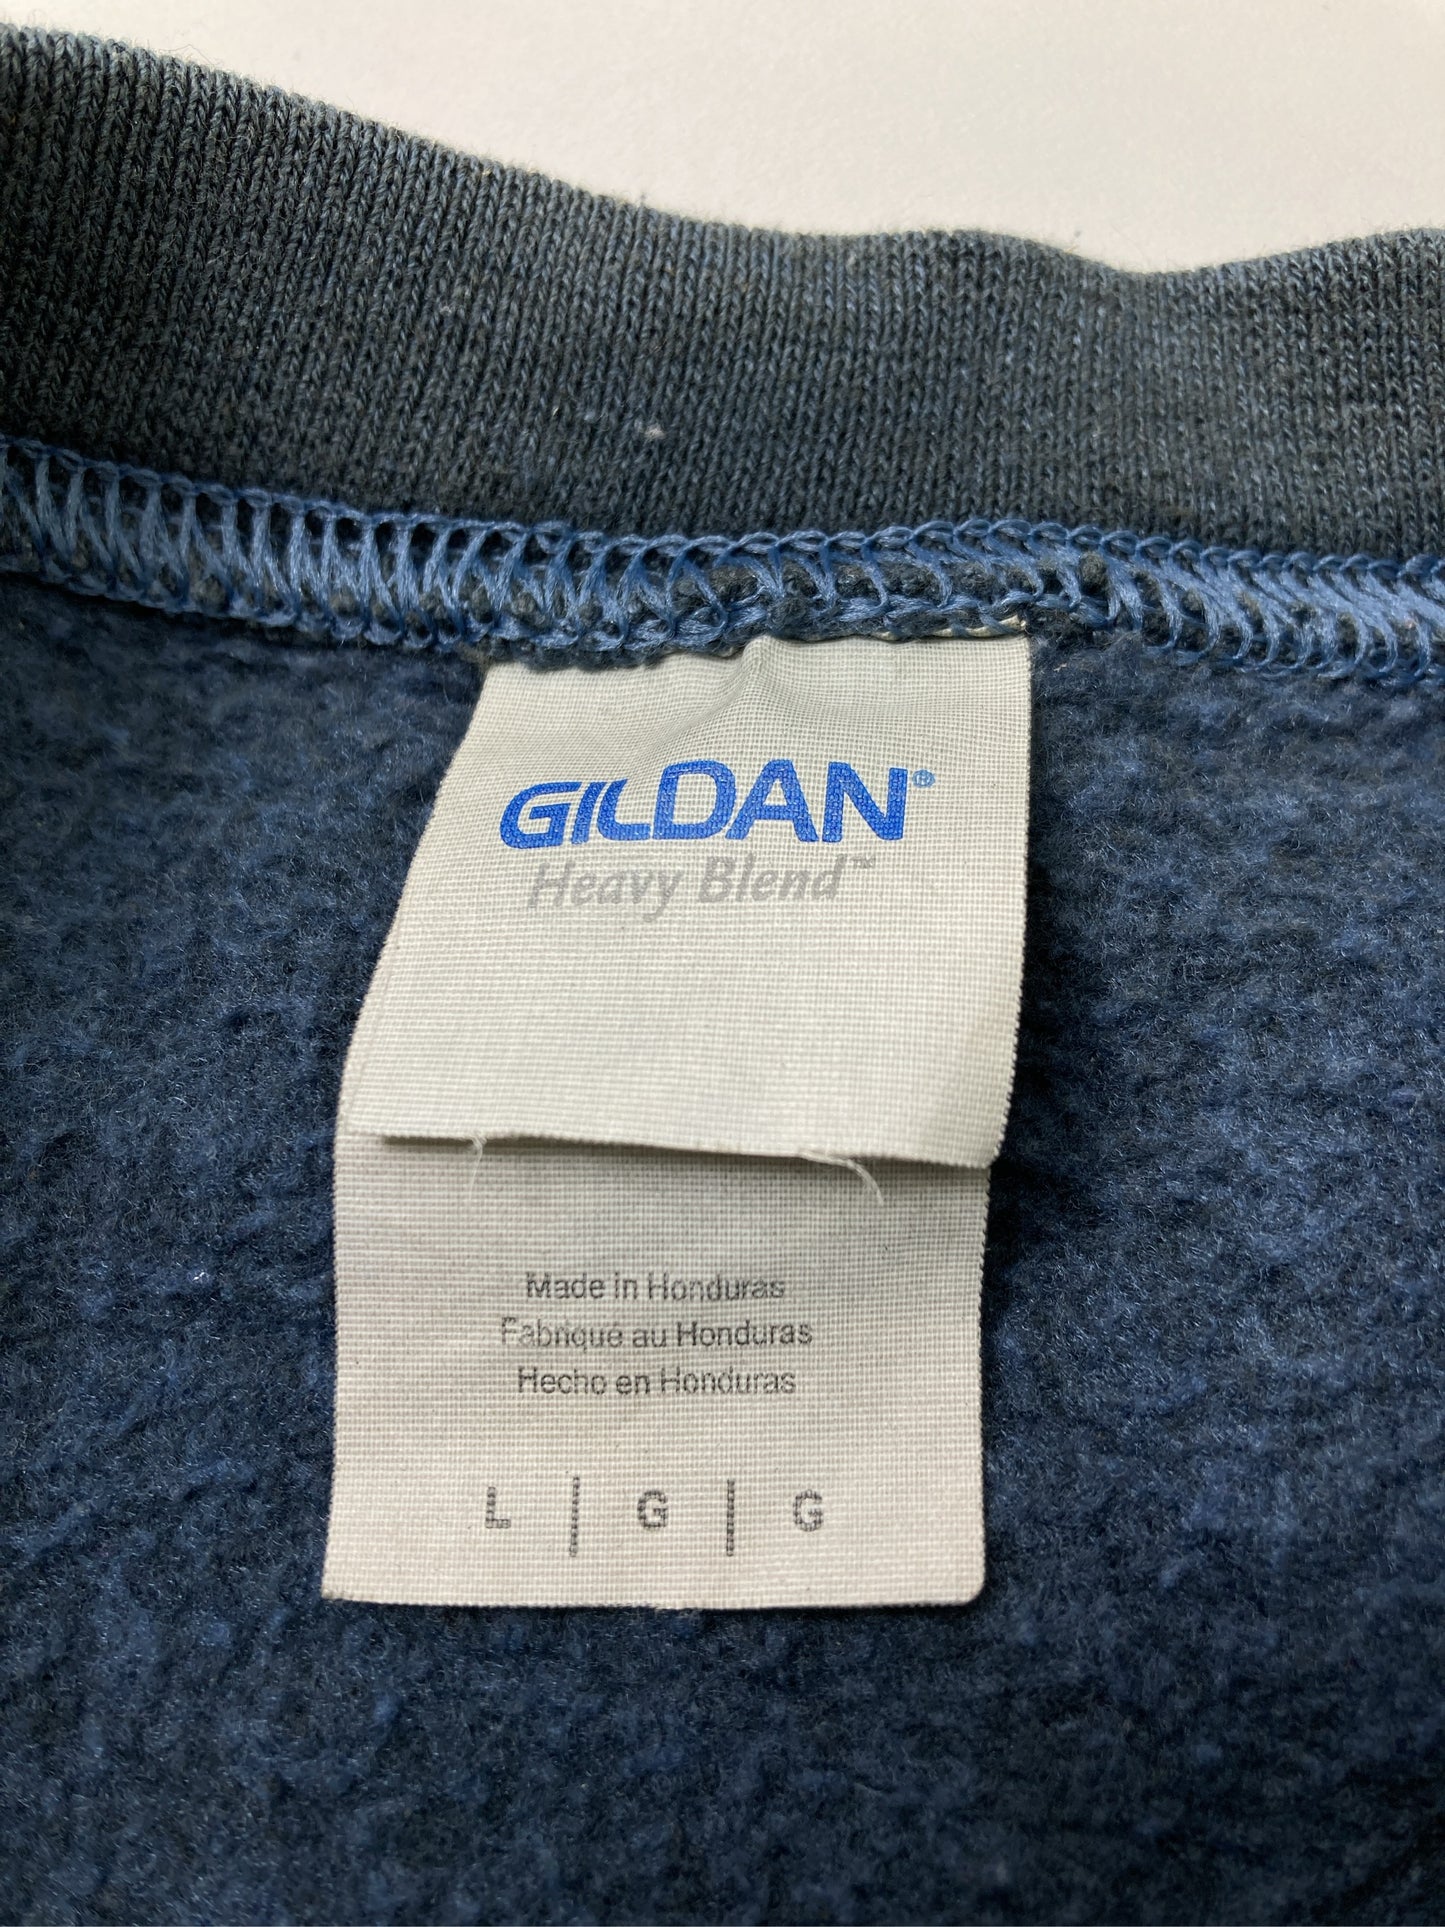 GILDAN®
Heavy Blend™
Made in Honduras
Fabriqué au Honduras
Hecho en Honduras
L | G | G